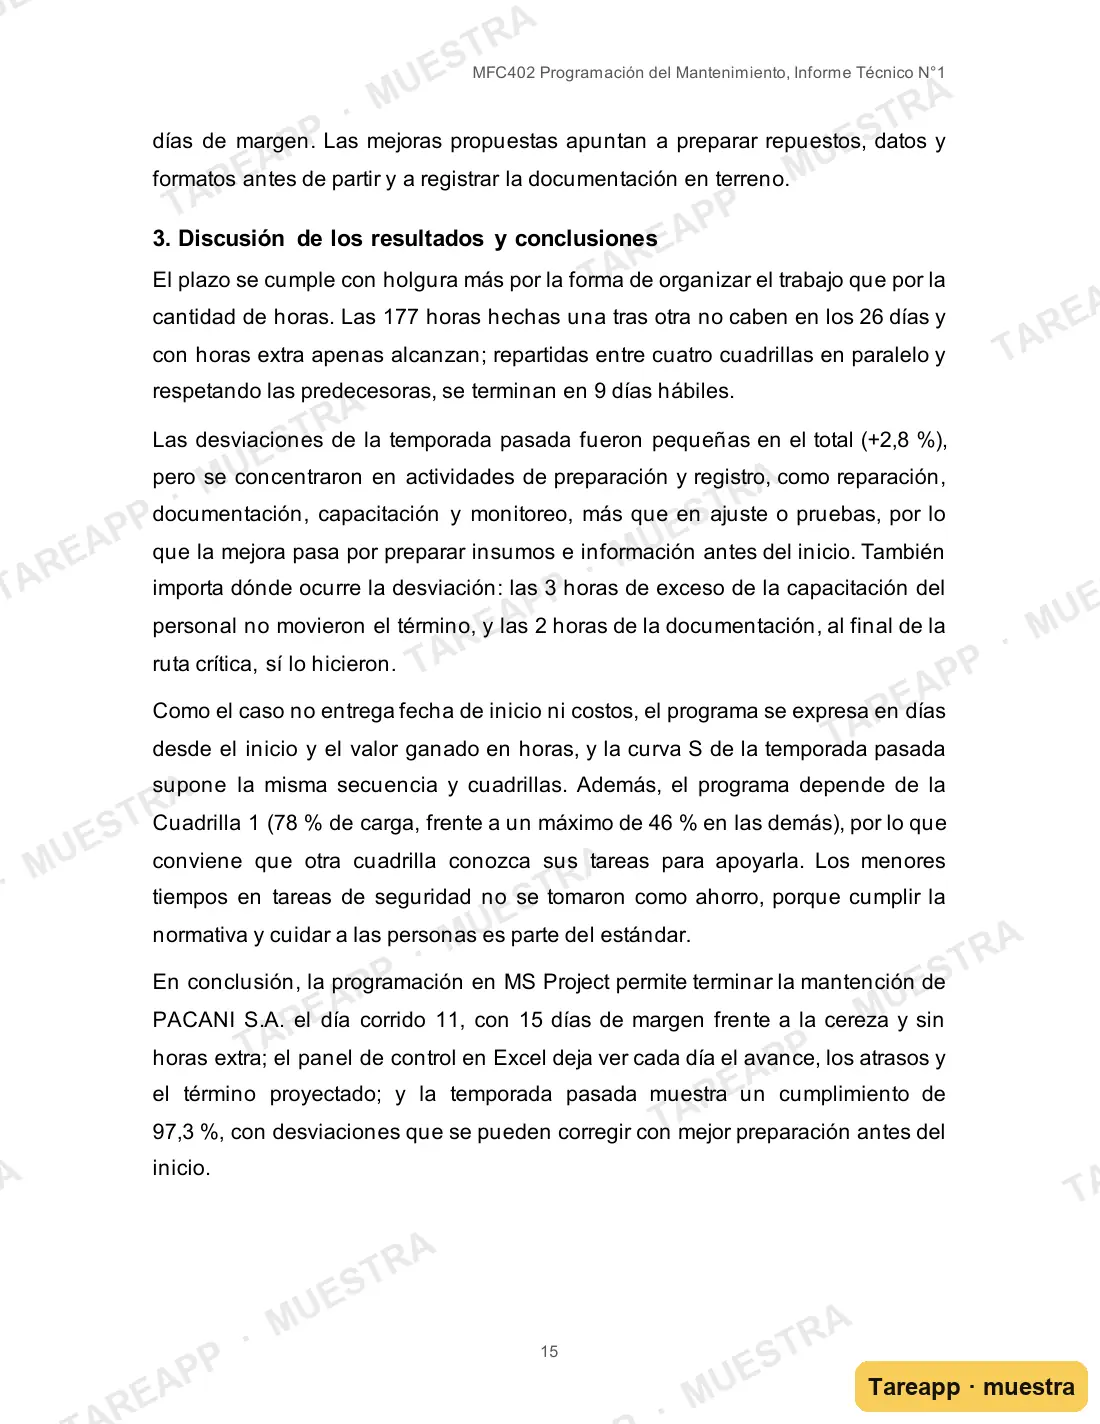 MFC402 Programación del Mantenimiento, Informe Técnico N°1
días de margen. Las mejoras propuestas apuntan a preparar repuestos, datos y
formatos antes de partir y a registrar la documentación en terreno.
3. Discusión de los resultados y conclusiones
El plazo se cumple con holgura más por la forma de organizar el trabajo que por la
cantidad de horas. Las 177 horas hechas una tras otra no caben en los 26 días y
con horas extra apenas alcanzan; repartidas entre cuatro cuadrillas en paralelo y
respetando las predecesoras, se terminan en 9 días hábiles.
Las desviaciones de la temporada pasada fueron pequeñas en el total (+2,8 %),
pero se concentraron en actividades de preparación y registro, como reparación,
documentación, capacitación y monitoreo, más que en ajuste o pruebas, por lo
que la mejora pasa por preparar insumos e información antes del inicio. También
importa dónde ocurre la desviación: las 3 horas de exceso de la capacitación del
personal no movieron el término, y las 2 horas de la documentación, al final de la
ruta crítica, sí lo hicieron.
Como el caso no entrega fecha de inicio ni costos, el programa se expresa en días
desde el inicio y el valor ganado en horas, y la curva S de la temporada pasada
supone la misma secuencia y cuadrillas. Además, el programa depende de la
Cuadrilla 1 (78 % de carga, frente a un máximo de 46 % en las demás), por lo que
conviene que otra cuadrilla conozca sus tareas para apoyarla. Los menores
tiempos en tareas de seguridad no se tomaron como ahorro, porque cumplir la
normativa y cuidar a las personas es parte del estándar.
En conclusión, la programación en MS Project permite terminar la mantención de
PACANI S.A. el día corrido 11, con 15 días de margen frente a la cereza y sin
horas extra; el panel de control en Excel deja ver cada día el avance, los atrasos y
el término proyectado; y la temporada pasada muestra un cumplimiento de
97,3 %, con desviaciones que se pueden corregir con mejor preparación antes del
inicio.
15
Tareapp · muestra
TAREAPP · MUESTRA